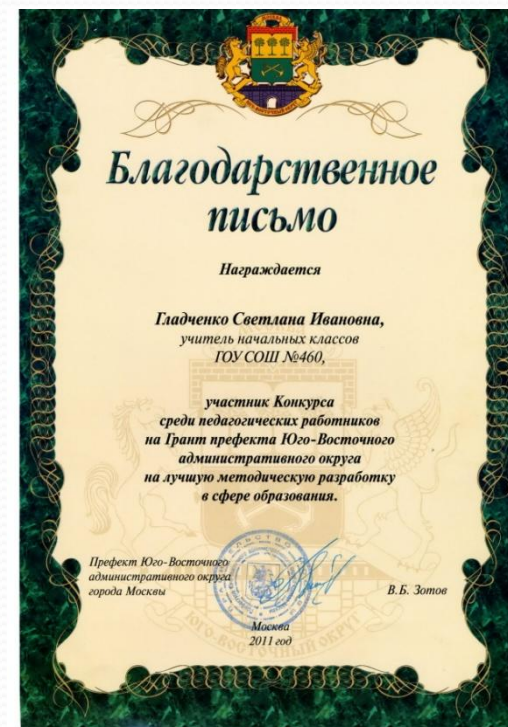 Благодарственное
письмо
Награждается
Гладченко Светлана Ивановна,
учитель начальных классов
ГОУ СОШ №460,
участник Конкурса
среди педагогических работников
на Грант префекта Юго-Восточного
административного округа
на лучшую методическую разработку
в сфере образования.
Префект Юго-Восточного
административного округа
города Москвы
В.Б. Зотов
Москва
2011 год